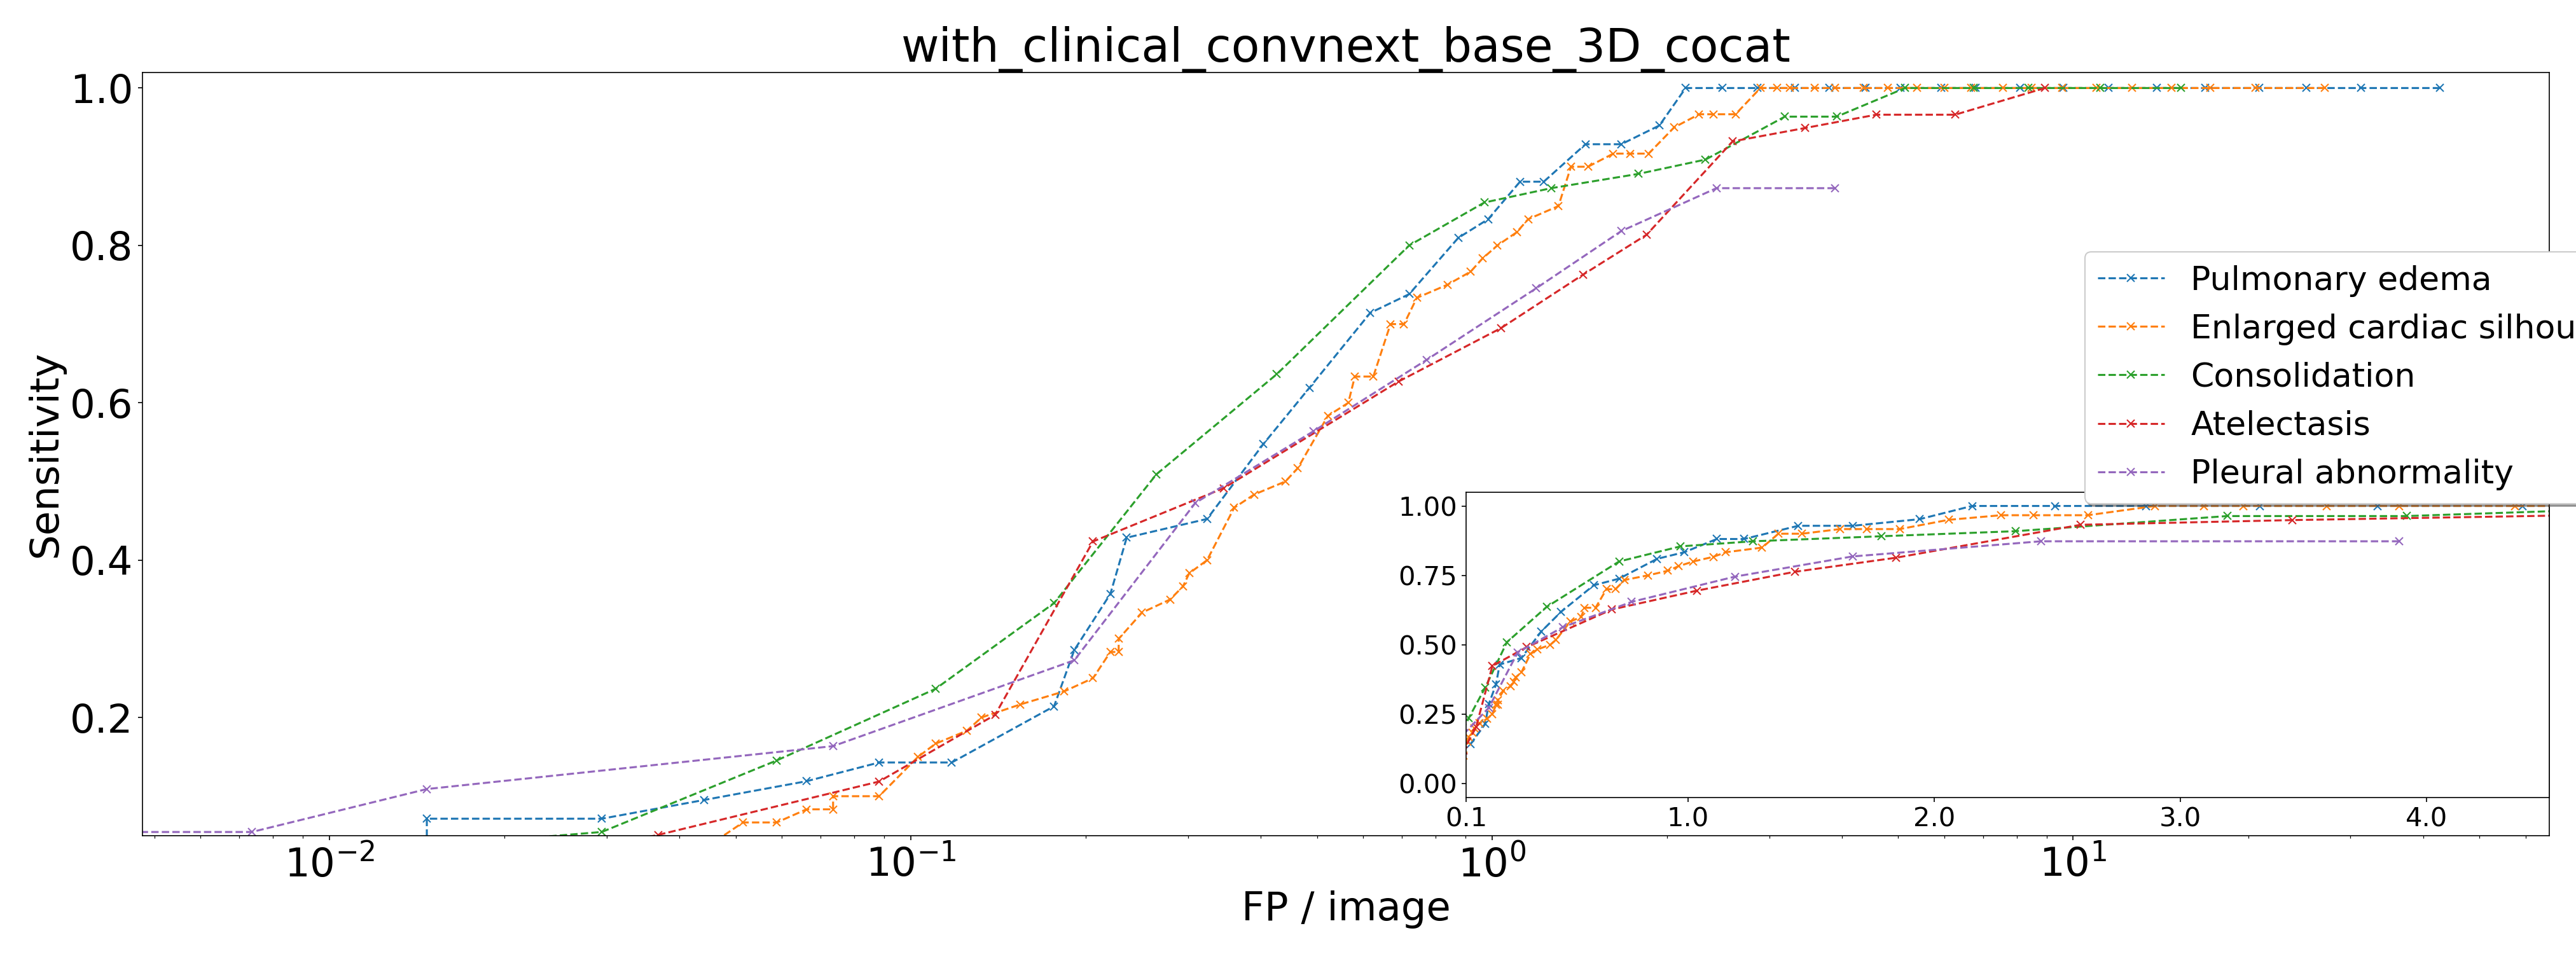 with_clinical_convnext_base_3D_cocat
1.0
0.8
0.6
0.4
0.2
Sensitivity
Pulmonary edema
Enlarged cardiac silhou
Consolidation
Atelectasis
Pleural abnormality
1.00
0.75
0.50
0.25
0.00
0.1 1.0 2.0 3.0 4.0
10⁻² 10⁻¹ 10⁰ 10¹
FP / image